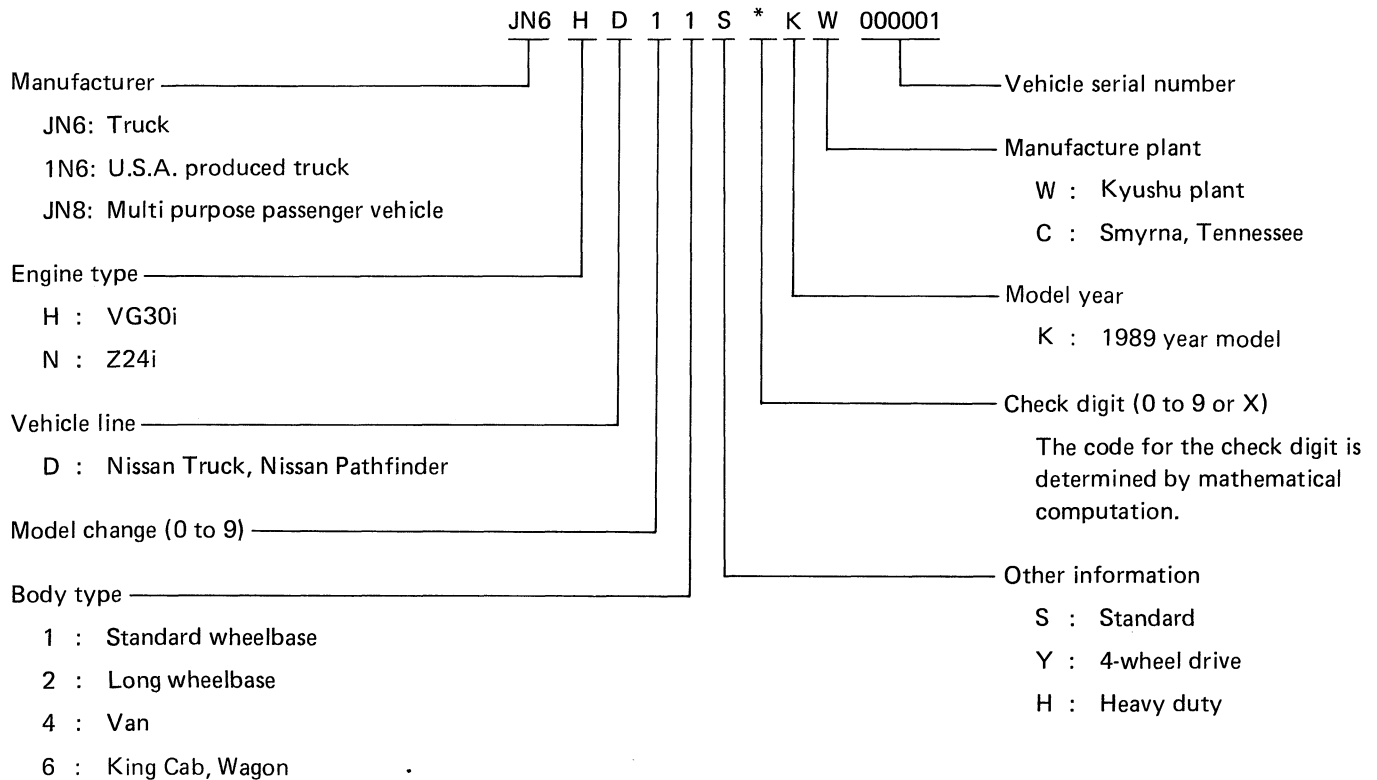 JN6 H D 1 1 S * K W 000001
Manufacturer
JN6: Truck
1N6: U.S.A. produced truck
JN8: Multi purpose passenger vehicle
Engine type
H : VG30i
N : Z24i
Vehicle line
D : Nissan Truck, Nissan Pathfinder
Model change (0 to 9)
Body type
1 : Standard wheelbase
2 : Long wheelbase
4 : Van
6 : King Cab, Wagon
Vehicle serial number
Manufacture plant
W : Kyushu plant
C : Smyrna, Tennessee
Model year
K : 1989 year model
Check digit (0 to 9 or X)
The code for the check digit is
determined by mathematical
computation.
Other information
S : Standard
Y : 4-wheel drive
H : Heavy duty